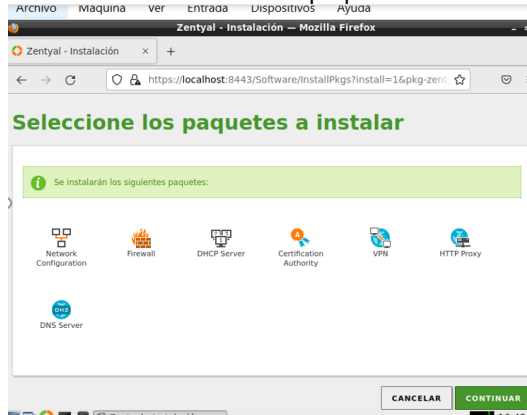 Archivo Máquina Ver Entrada Dispositivos Ayuda
Zentyal - Instalación — Mozilla Firefox
Zentyal - Instalación × +
https://localhost:8443/Software/InstallPkgs?install=1&pkg-zent
Seleccione los paquetes a instalar
Se instalarán los siguientes paquetes:
Network Configuration
Firewall
DHCP Server
Certification Authority
VPN
HTTP Proxy
DNS
DNS Server
CANCELAR CONTINUAR